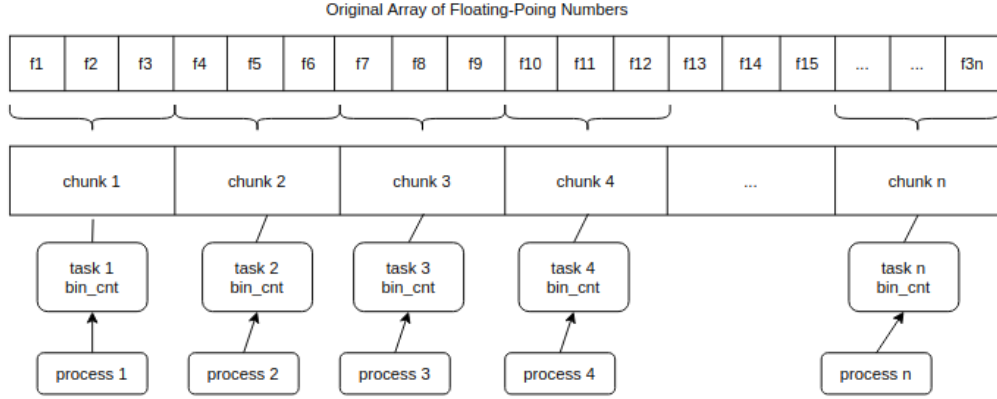 Original Array of Floating-Poing Numbers
f1 f2 f3 f4 f5 f6 f7 f8 f9 f10 f11 f12 f13 f14 f15 ... ... f3n
chunk 1 chunk 2 chunk 3 chunk 4 ... chunk n
task 1 task 2 task 3 task 4 task n
bin_cnt bin_cnt bin_cnt bin_cnt bin_cnt
process 1 process 2 process 3 process 4 process n